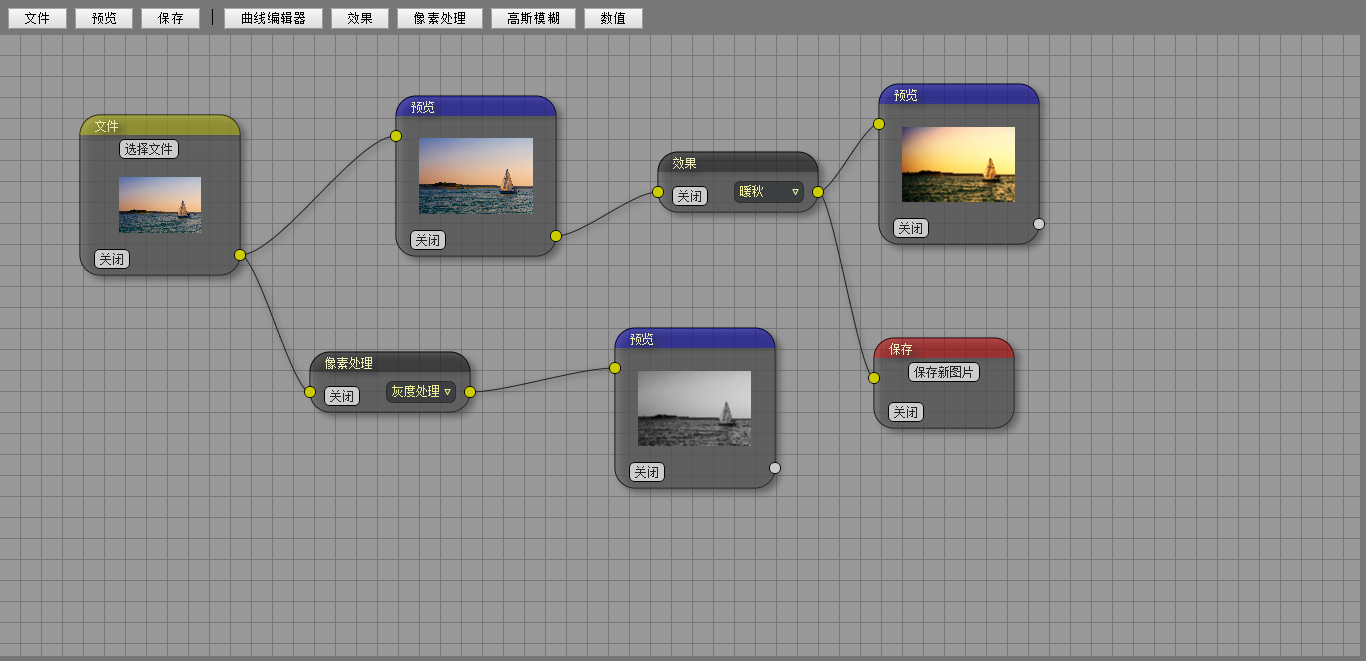 文件 预览 保存 | 曲线编辑器 效果 像素处理 高斯模糊 数值
文件
选择文件
关闭
预览
关闭
效果
关闭 暖秋
预览
关闭
像素处理
关闭 灰度处理
预览
关闭
保存
保存新图片
关闭